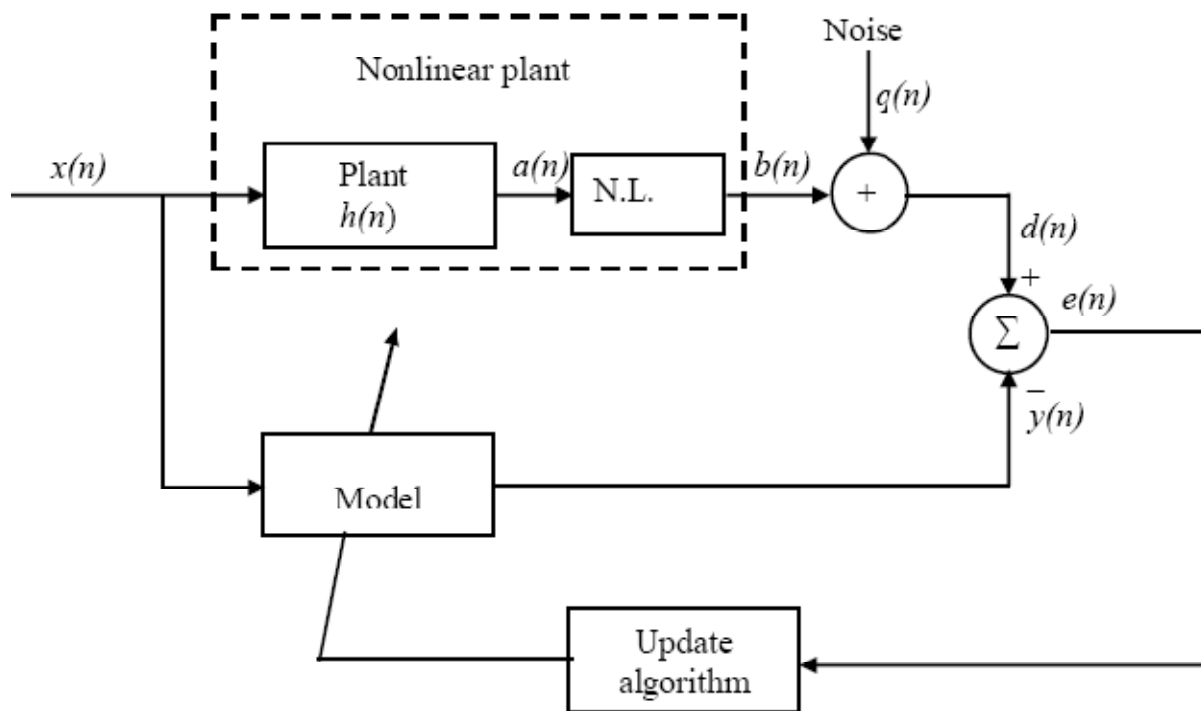 Noise
Nonlinear plant
q(n)
x(n)
Plant
h(n)
a(n)
N.L.
b(n)
+
d(n)
+
e(n)
Σ
–
y(n)
Model
Update
algorithm